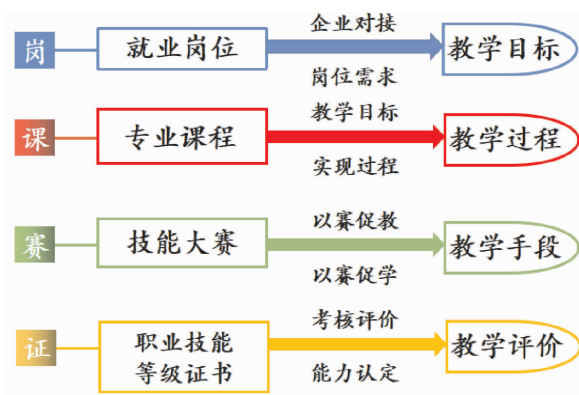 企业对接
岗 就业岗位 教学目标
岗位需求
教学目标
课 专业课程 教学过程
实现过程
以赛促教
赛 技能大赛 教学手段
以赛促学
考核评价
证 职业技能 教学评价
等级证书 能力认定